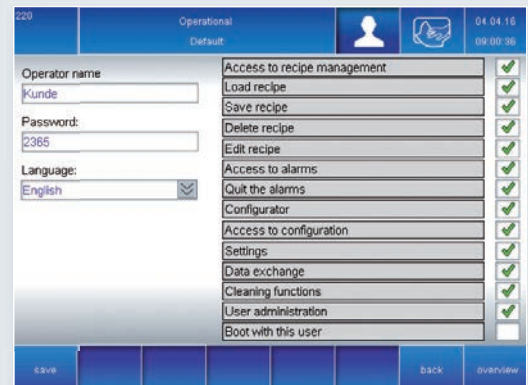 220
Operational
Default
04.04.16
09:00:36
Operator name
Kunde
Password:
2365
Language:
English
Access to recipe management
Load recipe
Save recipe
Delete recipe
Edit recipe
Access to alarms
Quit the alarms
Configurator
Access to configuration
Settings
Data exchange
Cleaning functions
User administration
Boot with this user
save
back
overview